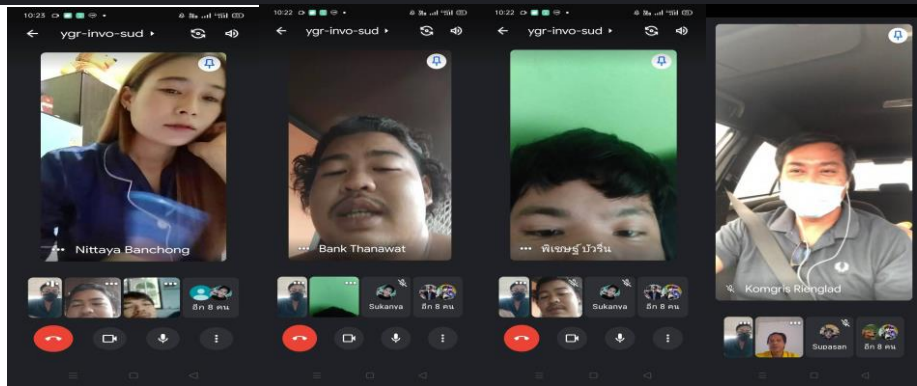 10:23
ygr-invo-sud
Nittaya Banchong
อีก 8 คน
10:22
ygr-invo-sud
Bank Thanawat
Sukanya
อีก 8 คน
10:22
ygr-invo-sud
พิเชษฐ์ บัวรีน
Sukanya
อีก 8 คน
Komgris Rienglad
Supasan
อีก 8 คน